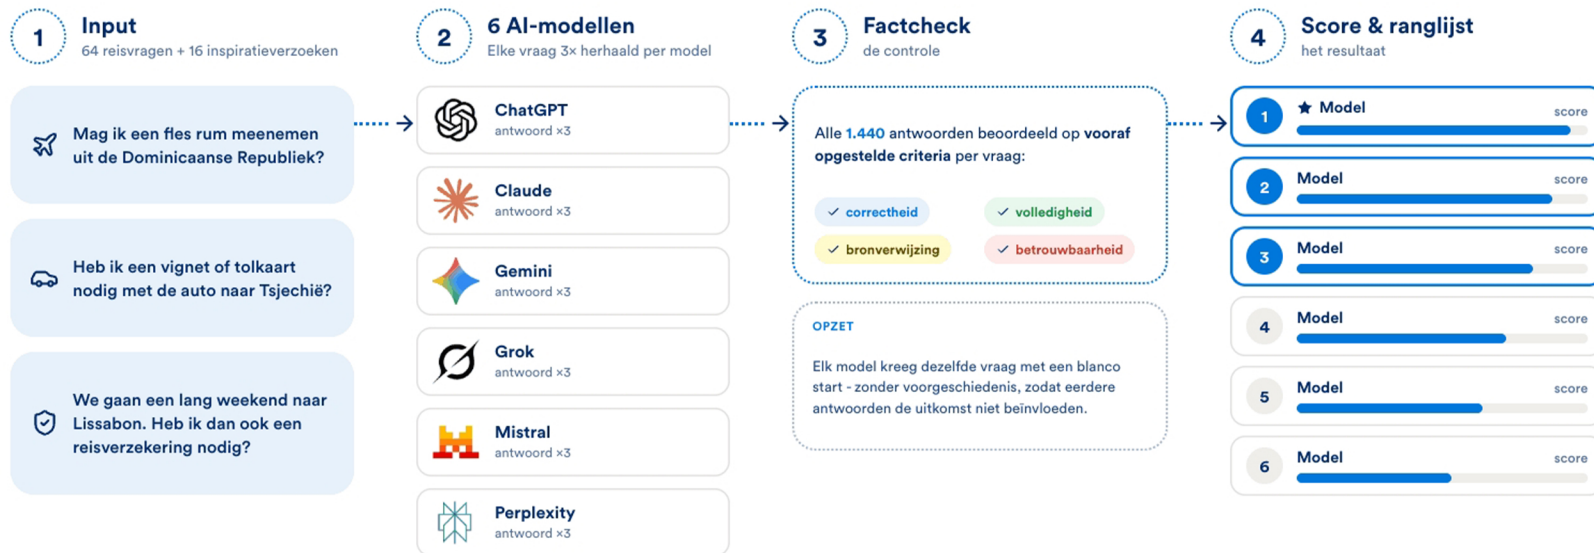 1
Input
64 reisvragen + 16 inspiratieverzoeken
Mag ik een fles rum meenemen
uit de Dominicaanse Republiek?
Heb ik een vignet of tolkaart
nodig met de auto naar Tsjechië?
We gaan een lang weekend naar
Lissabon. Heb ik dan ook een
reisverzekering nodig?
2
6 AI-modellen
Elke vraag 3× herhaald per model
ChatGPT
antwoord ×3
Claude
antwoord ×3
Gemini
antwoord ×3
Grok
antwoord ×3
Mistral
antwoord ×3
Perplexity
antwoord ×3
3
Factcheck
de controle
Alle 1.440 antwoorden beoordeeld op vooraf
opgestelde criteria per vraag:
correctheid
volledigheid
bronverwijzing
betrouwbaarheid
OPZET
Elk model kreeg dezelfde vraag met een blanco
start - zonder voorgeschiedenis, zodat eerdere
antwoorden de uitkomst niet beïnvloeden.
4
Score & ranglijst
het resultaat
1 Model score
2 Model score
3 Model score
4 Model score
5 Model score
6 Model score